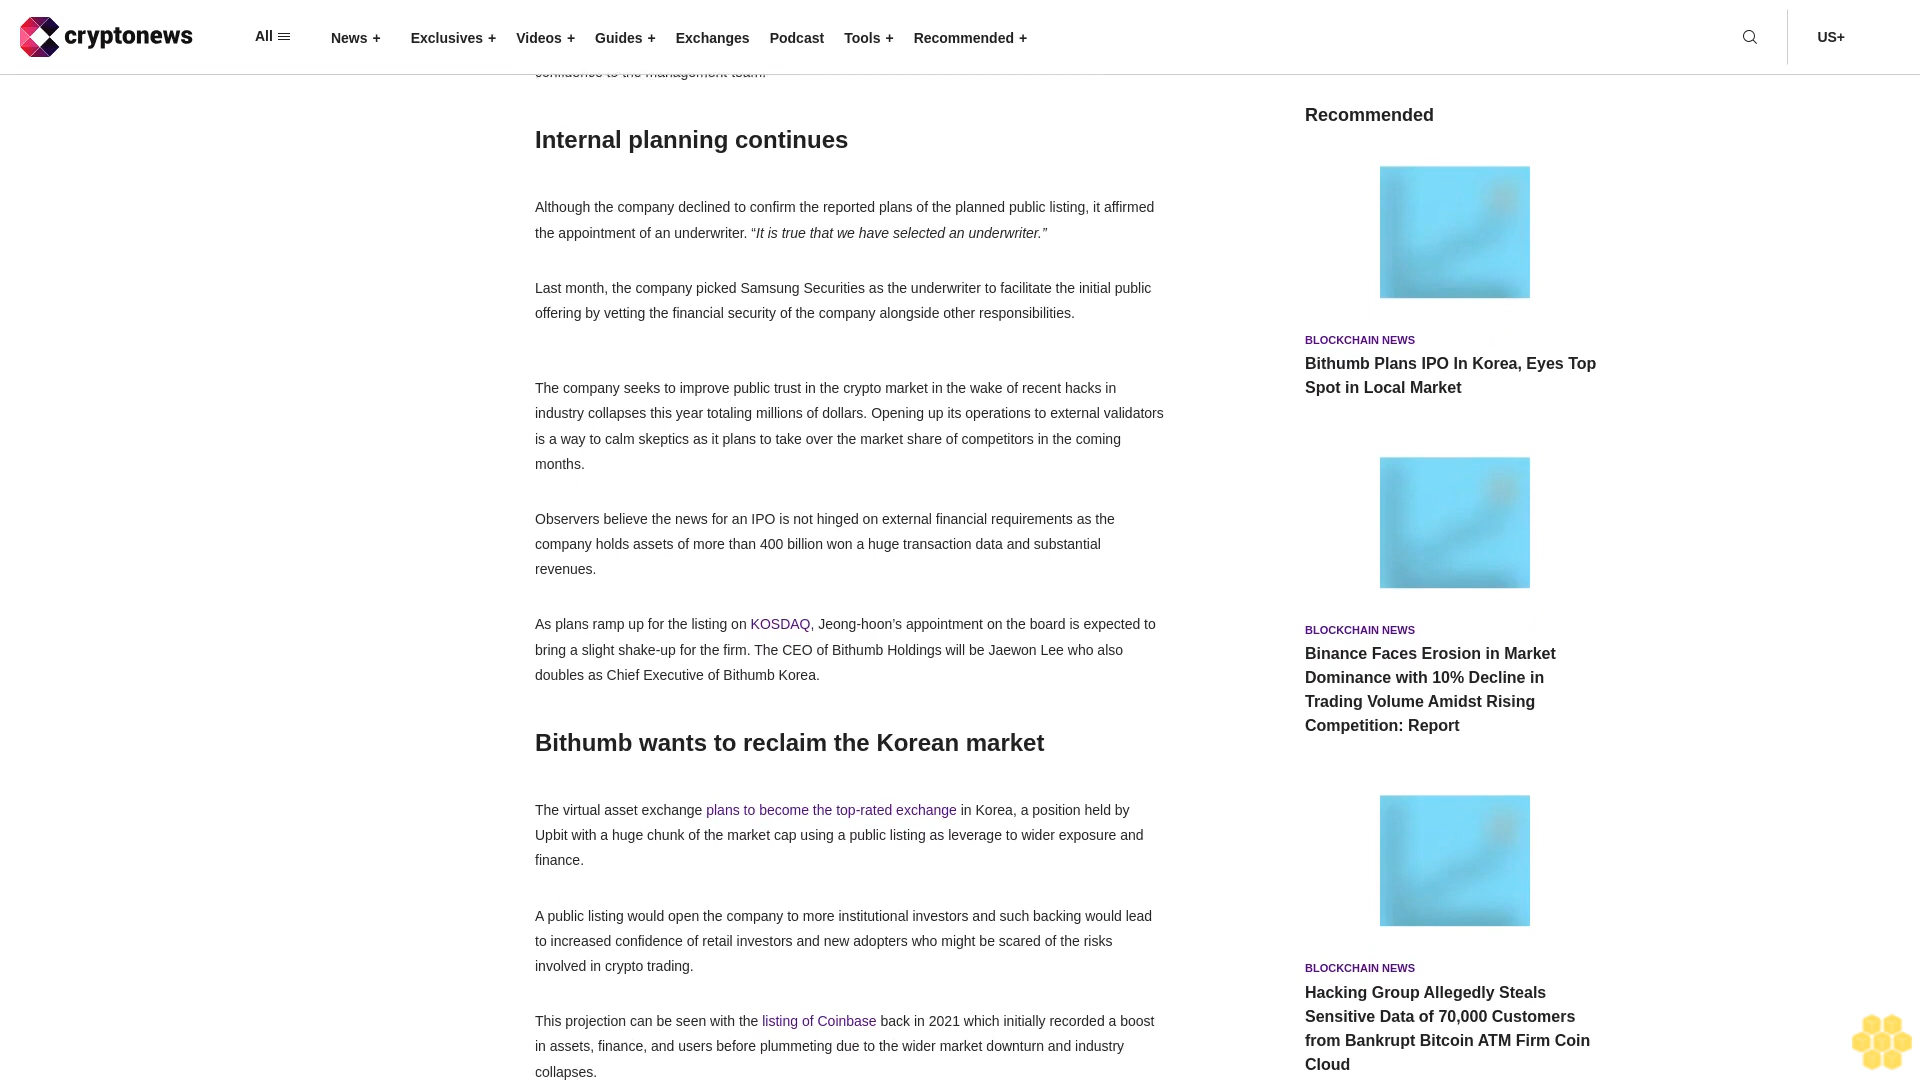 cryptonews
All
News +
Exclusives +
Videos +
Guides +
Exchanges
Podcast
Tools +
Recommended +
US+
confidence to the management team.
Internal planning continues
Although the company declined to confirm the reported plans of the planned public listing, it affirmed
the appointment of an underwriter. “It is true that we have selected an underwriter.”
Last month, the company picked Samsung Securities as the underwriter to facilitate the initial public
offering by vetting the financial security of the company alongside other responsibilities.
The company seeks to improve public trust in the crypto market in the wake of recent hacks in
industry collapses this year totaling millions of dollars. Opening up its operations to external validators
is a way to calm skeptics as it plans to take over the market share of competitors in the coming
months.
Observers believe the news for an IPO is not hinged on external financial requirements as the
company holds assets of more than 400 billion won a huge transaction data and substantial
revenues.
As plans ramp up for the listing on KOSDAQ, Jeong-hoon’s appointment on the board is expected to
bring a slight shake-up for the firm. The CEO of Bithumb Holdings will be Jaewon Lee who also
doubles as Chief Executive of Bithumb Korea.
Bithumb wants to reclaim the Korean market
The virtual asset exchange plans to become the top-rated exchange in Korea, a position held by
Upbit with a huge chunk of the market cap using a public listing as leverage to wider exposure and
finance.
A public listing would open the company to more institutional investors and such backing would lead
to increased confidence of retail investors and new adopters who might be scared of the risks
involved in crypto trading.
This projection can be seen with the listing of Coinbase back in 2021 which initially recorded a boost
in assets, finance, and users before plummeting due to the wider market downturn and industry
collapses.
Recommended
BLOCKCHAIN NEWS
Bithumb Plans IPO In Korea, Eyes Top
Spot in Local Market
BLOCKCHAIN NEWS
Binance Faces Erosion in Market
Dominance with 10% Decline in
Trading Volume Amidst Rising
Competition: Report
BLOCKCHAIN NEWS
Hacking Group Allegedly Steals
Sensitive Data of 70,000 Customers
from Bankrupt Bitcoin ATM Firm Coin
Cloud